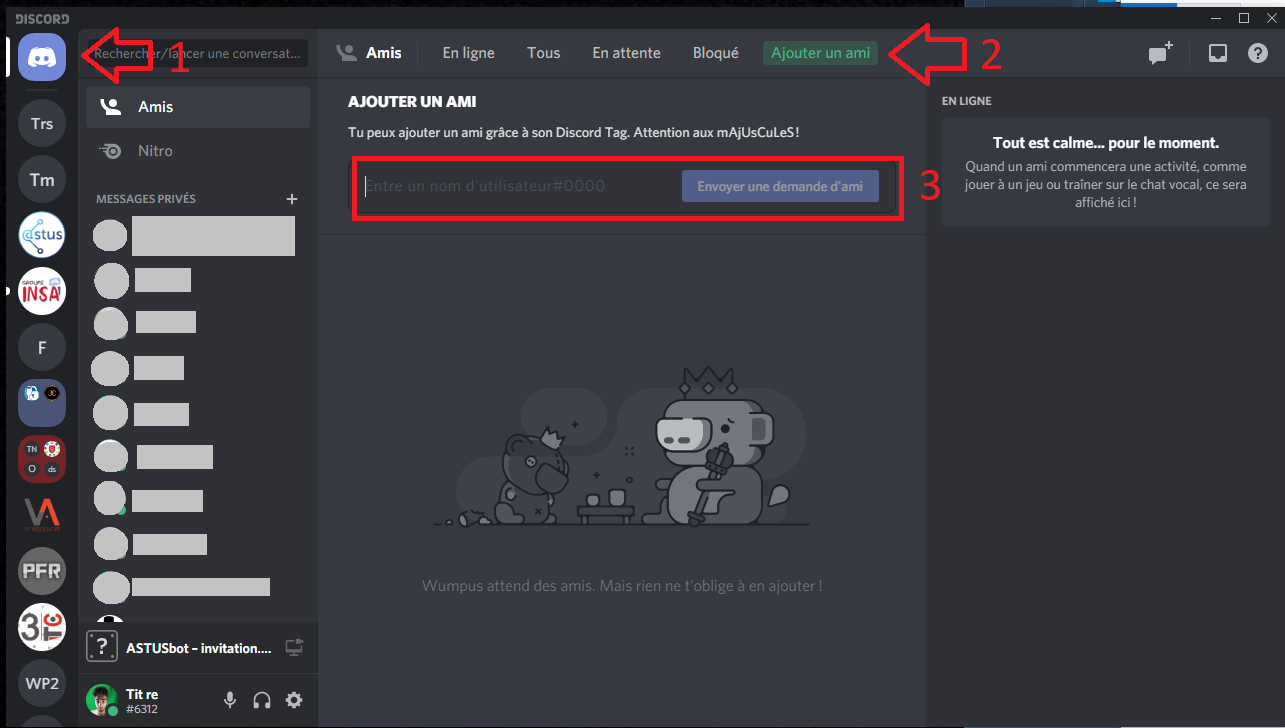 DISCORD
Rechercher/lancer une conversat...
1
Amis
En ligne
Tous
En attente
Bloqué
Ajouter un ami
2
Trs
Tm
astus
GROUPE
INSA
F
JC
TN
O
ds
VA
PFR
3
TC
WP2
Amis
Nitro
MESSAGES PRIVÉS
AJOUTER UN AMI
Tu peux ajouter un ami grâce à son Discord Tag. Attention aux mAjUsCuLeS !
Entre un nom d'utilisateur#0000
Envoyer une demande d'ami
3
Wumpus attend des amis. Mais rien ne t'oblige à en ajouter !
EN LIGNE
Tout est calme... pour le moment.
Quand un ami commencera une activité, comme
jouer à un jeu ou traîner sur le chat vocal, ce sera
affiché ici !
ASTUSbot – invitation....
Tit re
#6312